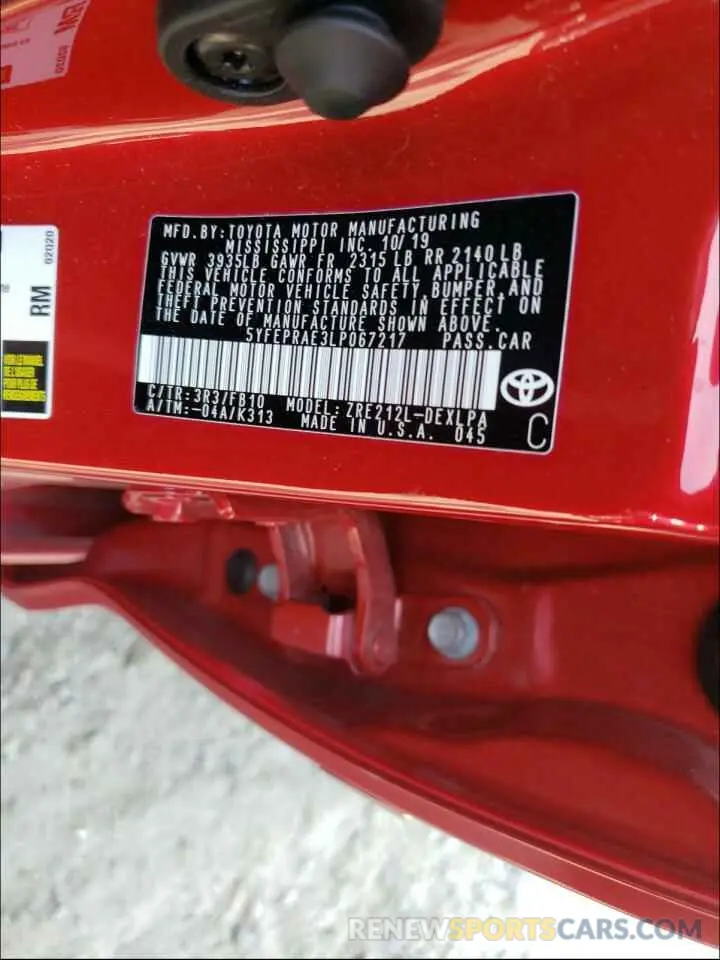 MFD. BY: TOYOTA MOTOR MANUFACTURING
MISSISSIPPI INC. 10/19
GVWR 3935LB GAWR FR 2315 LB RR 2140 LB
THIS VEHICLE CONFORMS TO ALL APPLICABLE
FEDERAL MOTOR VEHICLE SAFETY, BUMPER, AND
THEFT PREVENTION STANDARDS IN EFFECT ON
THE DATE OF MANUFACTURE SHOWN ABOVE.
5YFEPRAE3LP067217 PASS. CAR
C/TR: 3R3/FB10 MODEL: ZRE212L-DEXLPA
A/TM: -04A/K313 MADE IN U.S.A. 045
C
02020
RM
RENEWSPORTSCARS.COM